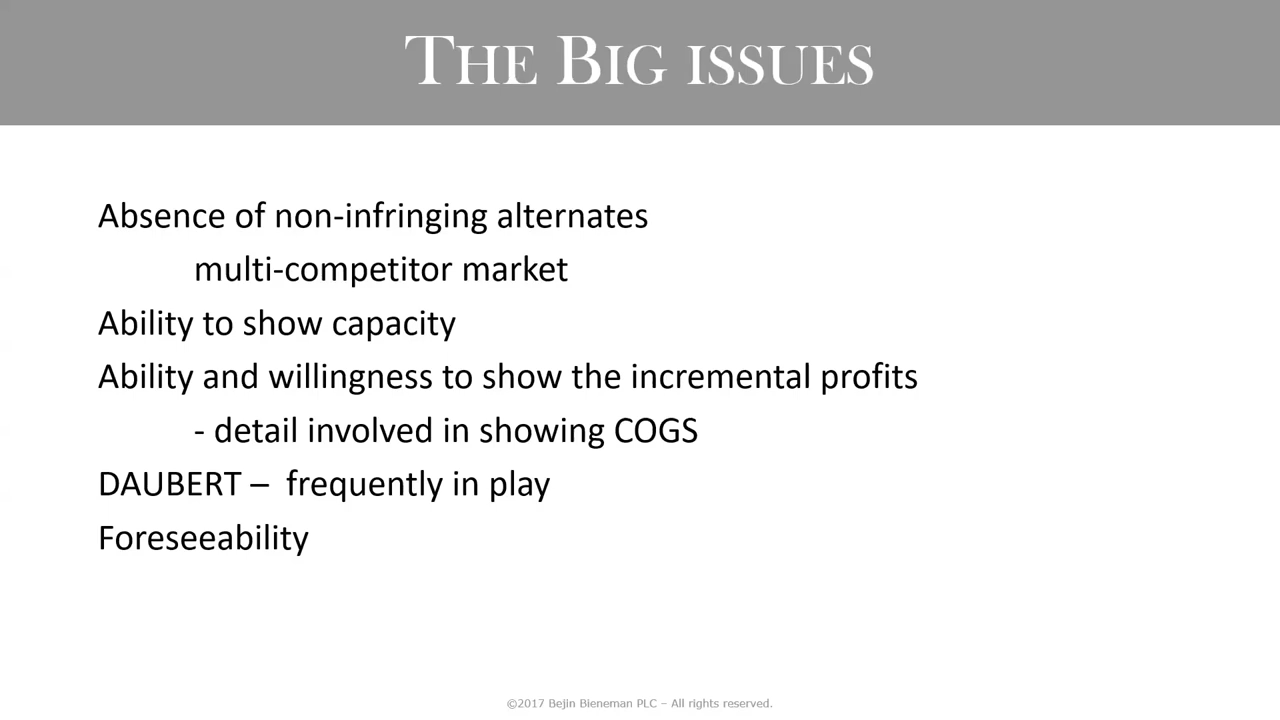 THE BIG ISSUES
Absence of non-infringing alternates
multi-competitor market
Ability to show capacity
Ability and willingness to show the incremental profits
- detail involved in showing COGS
DAUBERT – frequently in play
Foreseeability
©2017 Bejin Bieneman PLC – All rights reserved.